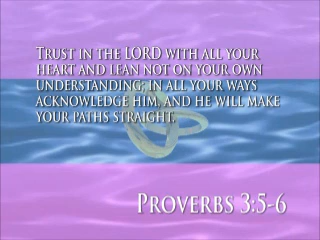 Trust in the LORD with all your
heart and lean not on your own
understanding; in all your ways
acknowledge him, and he will make
your paths straight.
Proverbs 3:5-6